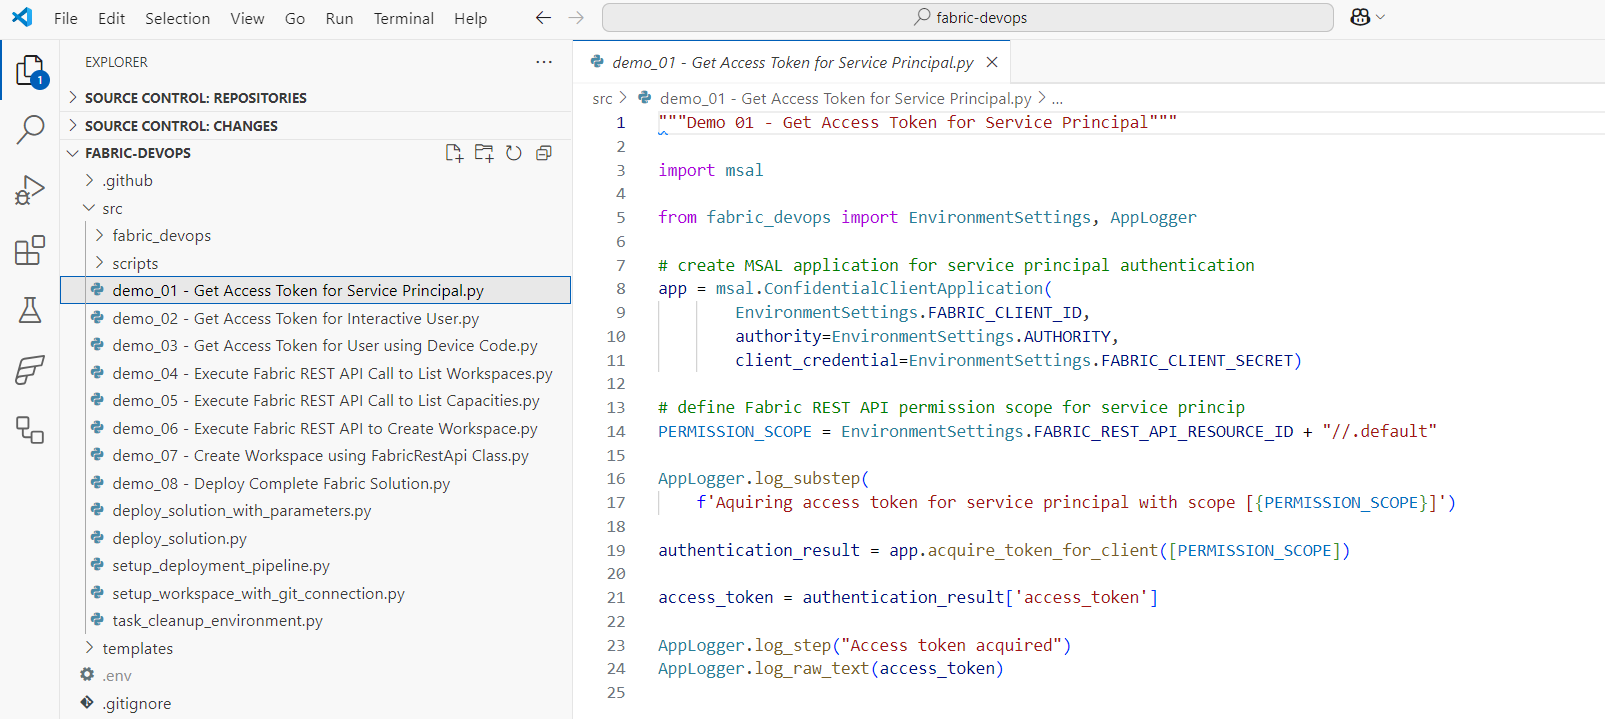 File Edit Selection View Go Run Terminal Help
fabric-devops
1
EXPLORER
SOURCE CONTROL: REPOSITORIES
SOURCE CONTROL: CHANGES
FABRIC-DEVOPS
.github
src
fabric_devops
scripts
demo_01 - Get Access Token for Service Principal.py
demo_02 - Get Access Token for Interactive User.py
demo_03 - Get Access Token for User using Device Code.py
demo_04 - Execute Fabric REST API Call to List Workspaces.py
demo_05 - Execute Fabric REST API Call to List Capacities.py
demo_06 - Execute Fabric REST API to Create Workspace.py
demo_07 - Create Workspace using FabricRestApi Class.py
demo_08 - Deploy Complete Fabric Solution.py
deploy_solution_with_parameters.py
deploy_solution.py
setup_deployment_pipeline.py
setup_workspace_with_git_connection.py
task_cleanup_environment.py
templates
.env
.gitignore
demo_01 - Get Access Token for Service Principal.py
src > demo_01 - Get Access Token for Service Principal.py > ...
1 """Demo 01 - Get Access Token for Service Principal"""
2
3 import msal
4
5 from fabric_devops import EnvironmentSettings, AppLogger
6
7 # create MSAL application for service principal authentication
8 app = msal.ConfidentialClientApplication(
9 EnvironmentSettings.FABRIC_CLIENT_ID,
10 authority=EnvironmentSettings.AUTHORITY,
11 client_credential=EnvironmentSettings.FABRIC_CLIENT_SECRET)
12
13 # define Fabric REST API permission scope for service princip
14 PERMISSION_SCOPE = EnvironmentSettings.FABRIC_REST_API_RESOURCE_ID + "//.default"
15
16 AppLogger.log_substep(
17 f'Aquiring access token for service principal with scope [{PERMISSION_SCOPE}]')
18
19 authentication_result = app.acquire_token_for_client([PERMISSION_SCOPE])
20
21 access_token = authentication_result['access_token']
22
23 AppLogger.log_step("Access token acquired")
24 AppLogger.log_raw_text(access_token)
25